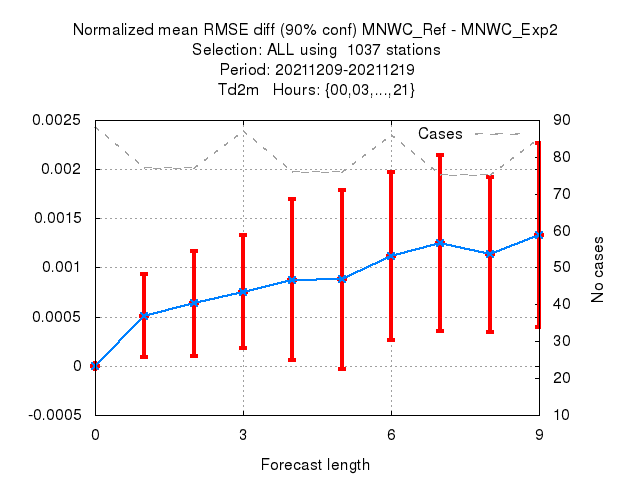 Normalized mean RMSE diff (90% conf) MNWC_Ref - MNWC_Exp2
Selection: ALL using  1037 stations
Period: 20211209-20211219
Td2m   Hours: {00,03,...,21}
Cases
0.0025
0.002
0.0015
0.001
0.0005
0
-0.0005
90
80
70
60
50
40
30
20
10
No cases
0
3
6
9
Forecast length